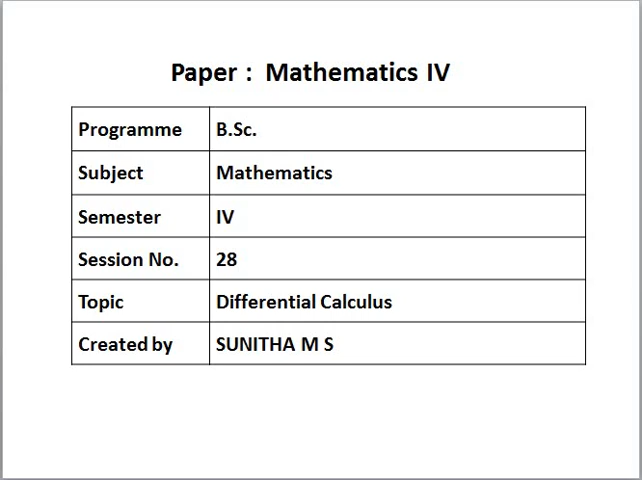 Paper :  Mathematics IV
Programme B.Sc.
Subject Mathematics
Semester IV
Session No. 28
Topic Differential Calculus
Created by SUNITHA M S